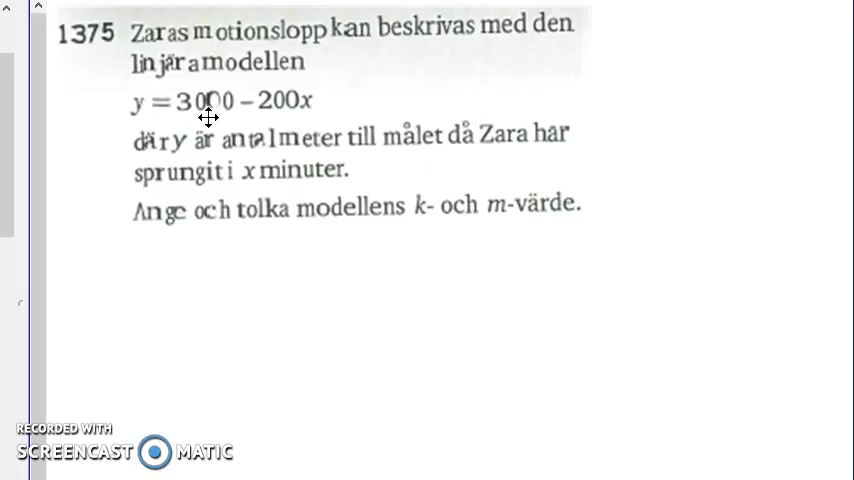 1375 Zaras motionslopp kan beskrivas med den
linjära modellen
y = 3000 – 200x
där y är antal meter till målet då Zara har
sprungit i x minuter.
Ange och tolka modellens k- och m-värde.
RECORDED WITH
SCREENCAST MATIC